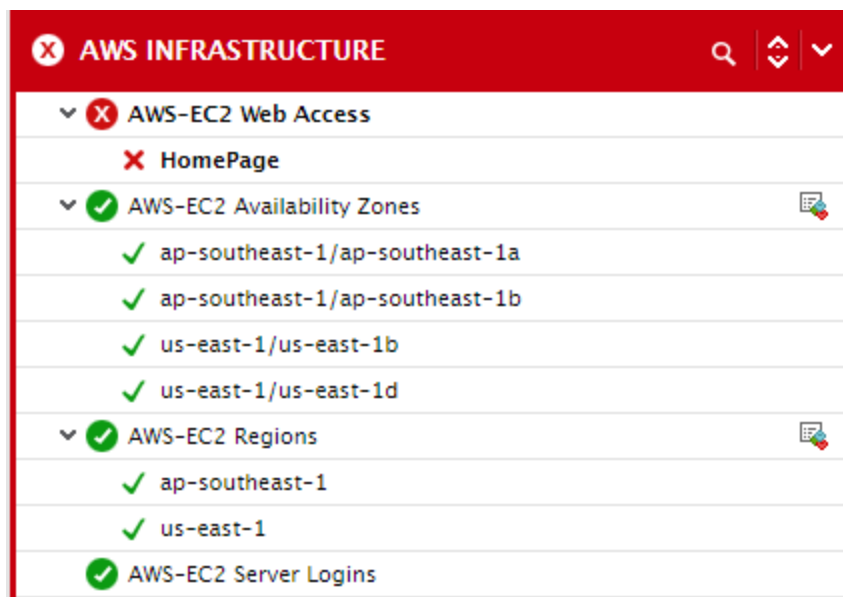 AWS INFRASTRUCTURE
AWS-EC2 Web Access
HomePage
AWS-EC2 Availability Zones
ap-southeast-1/ap-southeast-1a
ap-southeast-1/ap-southeast-1b
us-east-1/us-east-1b
us-east-1/us-east-1d
AWS-EC2 Regions
ap-southeast-1
us-east-1
AWS-EC2 Server Logins